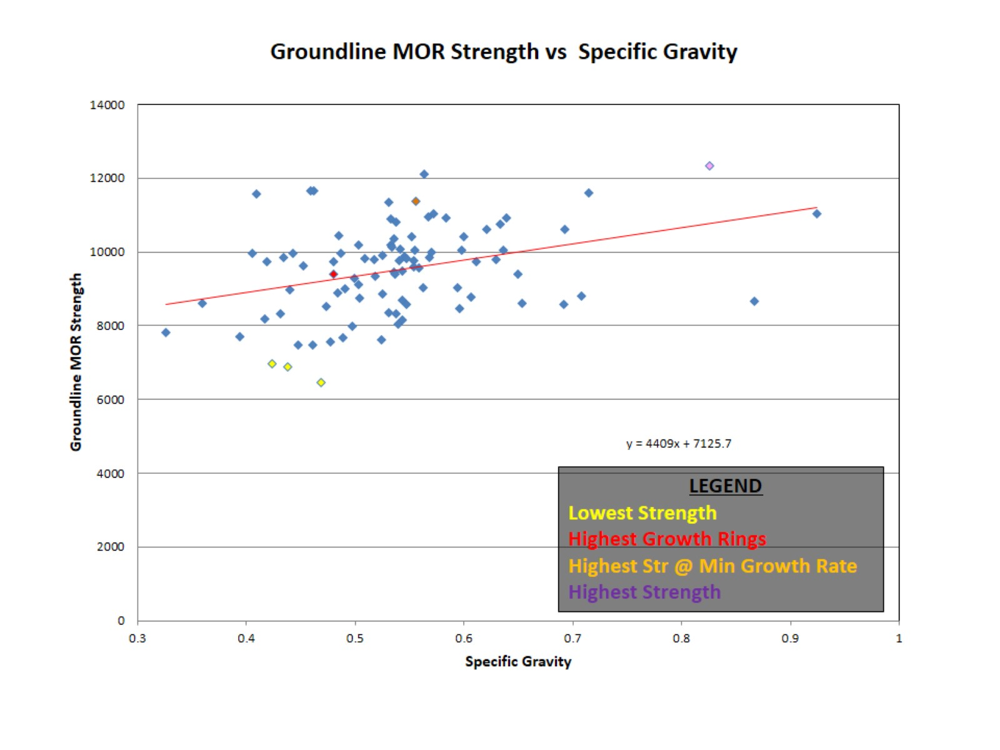 Groundline MOR Strength vs  Specific Gravity
14000
12000
10000
8000
6000
4000
2000
0
Groundline MOR Strength
y = 4409x + 7125.7
LEGEND
Lowest Strength
Highest Growth Rings
Highest Str @ Min Growth Rate
Highest Strength
0.3 0.4 0.5 0.6 0.7 0.8 0.9 1
Specific Gravity